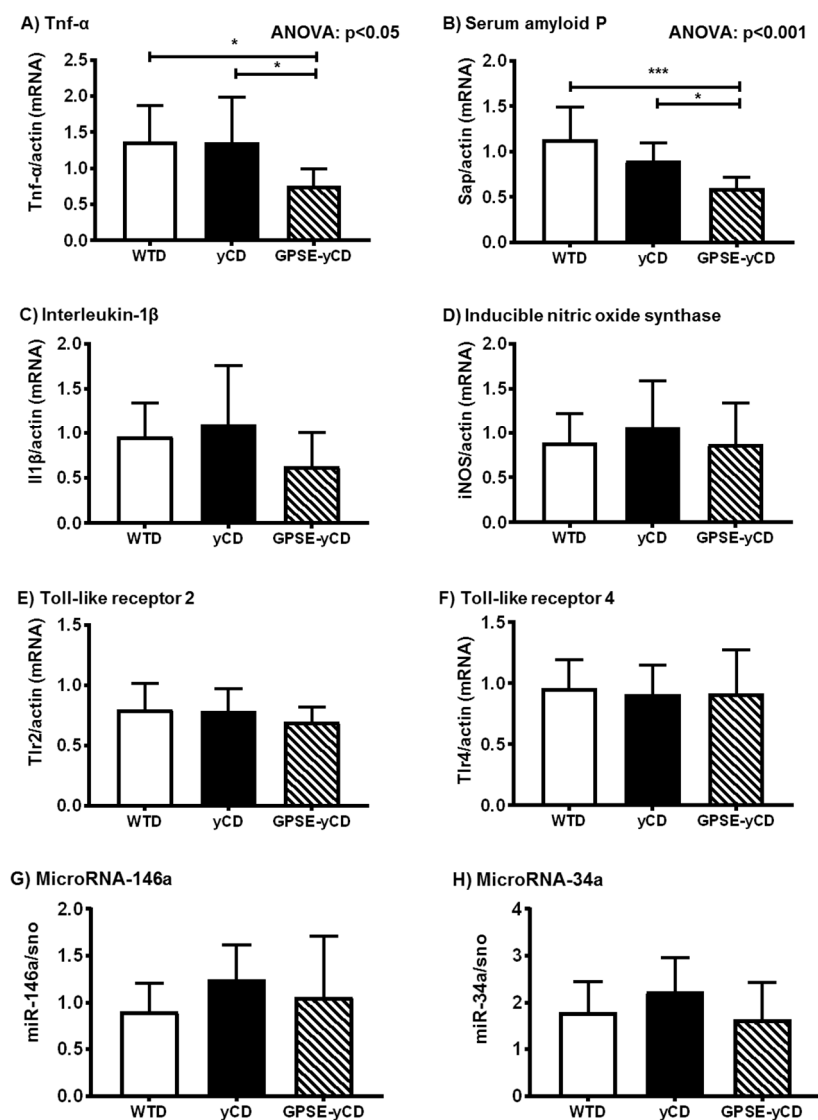 A) Tnf-α
ANOVA: p<0.05
*
*
Tnf-α/actin (mRNA)
2.5
2.0
1.5
1.0
0.5
0.0
WTD yCD GPSE-yCD
B) Serum amyloid P
ANOVA: p<0.001
***
*
Sap/actin (mRNA)
2.0
1.5
1.0
0.5
0.0
WTD yCD GPSE-yCD
C) Interleukin-1β
Il1β/actin (mRNA)
2.0
1.5
1.0
0.5
0.0
WTD yCD GPSE-yCD
D) Inducible nitric oxide synthase
iNOS/actin (mRNA)
2.0
1.5
1.0
0.5
0.0
WTD yCD GPSE-yCD
E) Toll-like receptor 2
Tlr2/actin (mRNA)
1.5
1.0
0.5
0.0
WTD yCD GPSE-yCD
F) Toll-like receptor 4
Tlr4/actin (mRNA)
1.5
1.0
0.5
0.0
WTD yCD GPSE-yCD
G) MicroRNA-146a
miR-146a/sno
2.0
1.5
1.0
0.5
0.0
WTD yCD GPSE-yCD
H) MicroRNA-34a
miR-34a/sno
4
3
2
1
0
WTD yCD GPSE-yCD